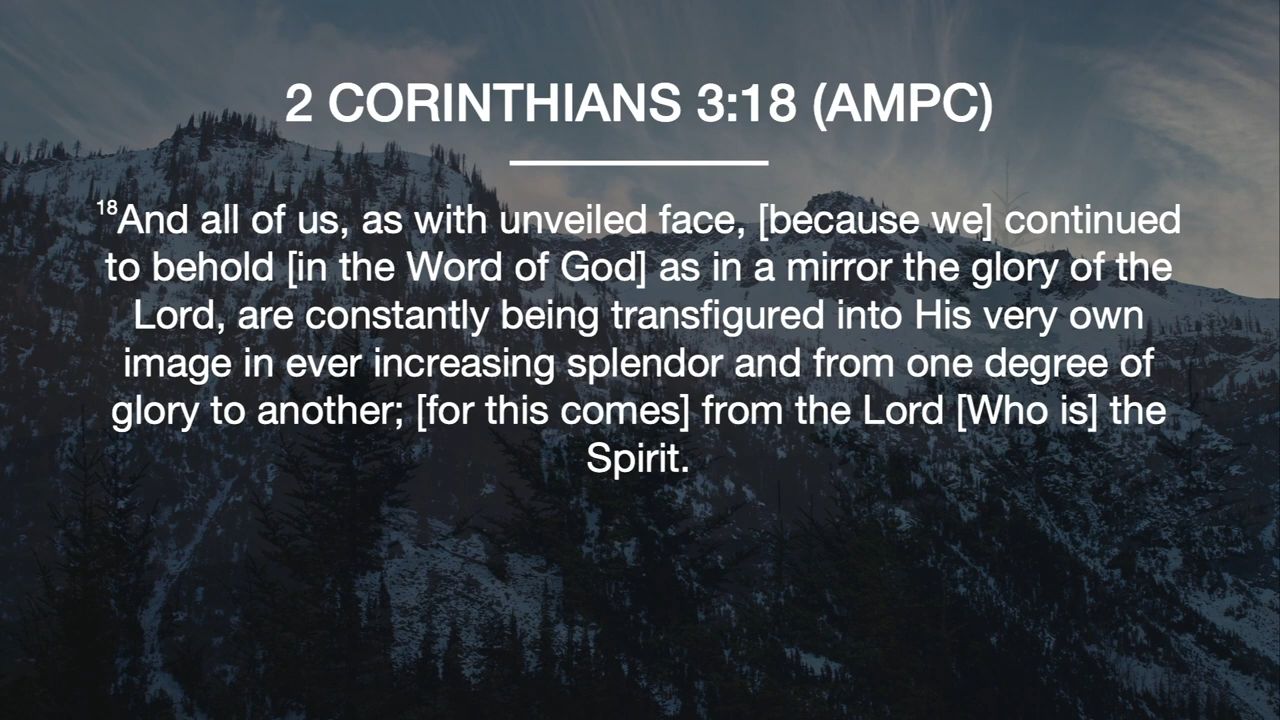 2 CORINTHIANS 3:18 (AMPC)
18And all of us, as with unveiled face, [because we] continued
to behold [in the Word of God] as in a mirror the glory of the
Lord, are constantly being transfigured into His very own
image in ever increasing splendor and from one degree of
glory to another; [for this comes] from the Lord [Who is] the
Spirit.